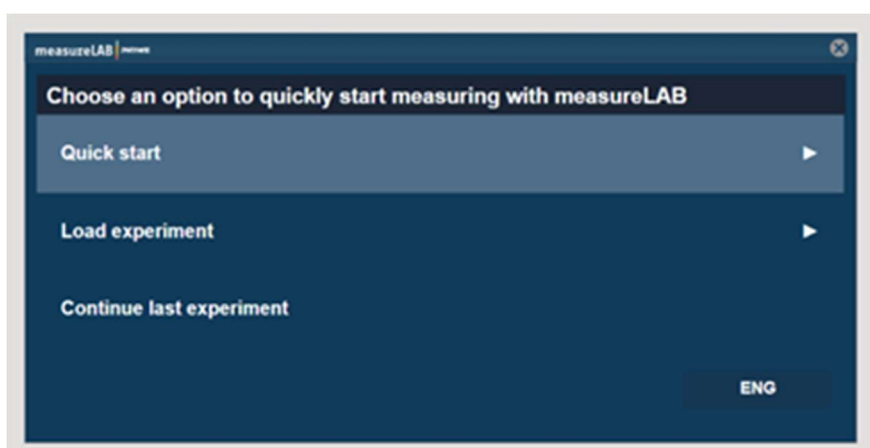 measureLAB
Choose an option to quickly start measuring with measureLAB
Quick start
Load experiment
Continue last experiment
ENG